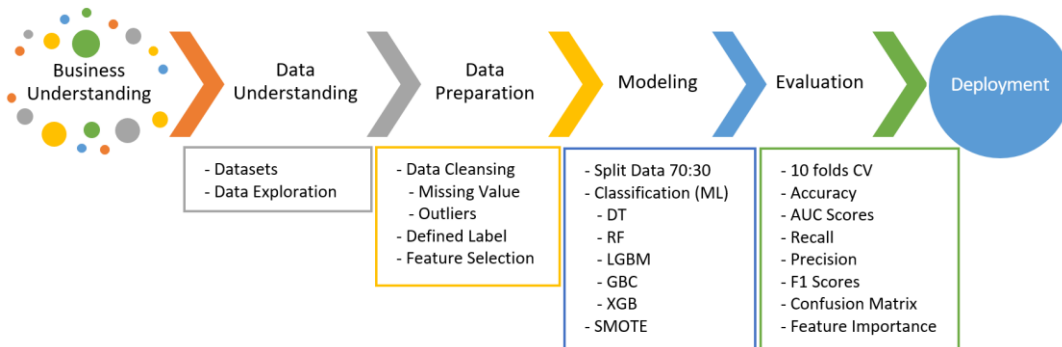 Business
Understanding
Data
Understanding
Data
Preparation
Modeling
Evaluation
Deployment
- Datasets
- Data Exploration
- Data Cleansing
- Missing Value
- Outliers
- Defined Label
- Feature Selection
- Split Data 70:30
- Classification (ML)
- DT
- RF
- LGBM
- GBC
- XGB
- SMOTE
- 10 folds CV
- Accuracy
- AUC Scores
- Recall
- Precision
- F1 Scores
- Confusion Matrix
- Feature Importance